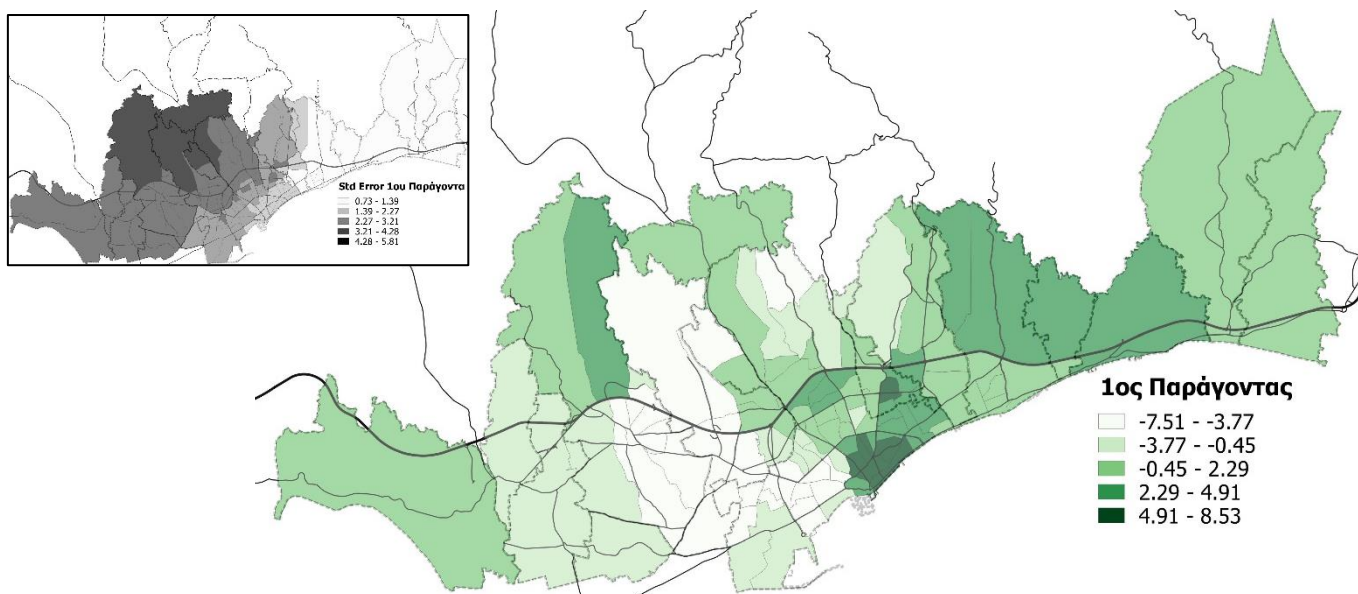 Std Error 1ου Παράγοντα
0.73 - 1.39
1.39 - 2.27
2.27 - 3.21
3.21 - 4.28
4.28 - 5.81
1ος Παράγοντας
-7.51 - -3.77
-3.77 - -0.45
-0.45 - 2.29
2.29 - 4.91
4.91 - 8.53